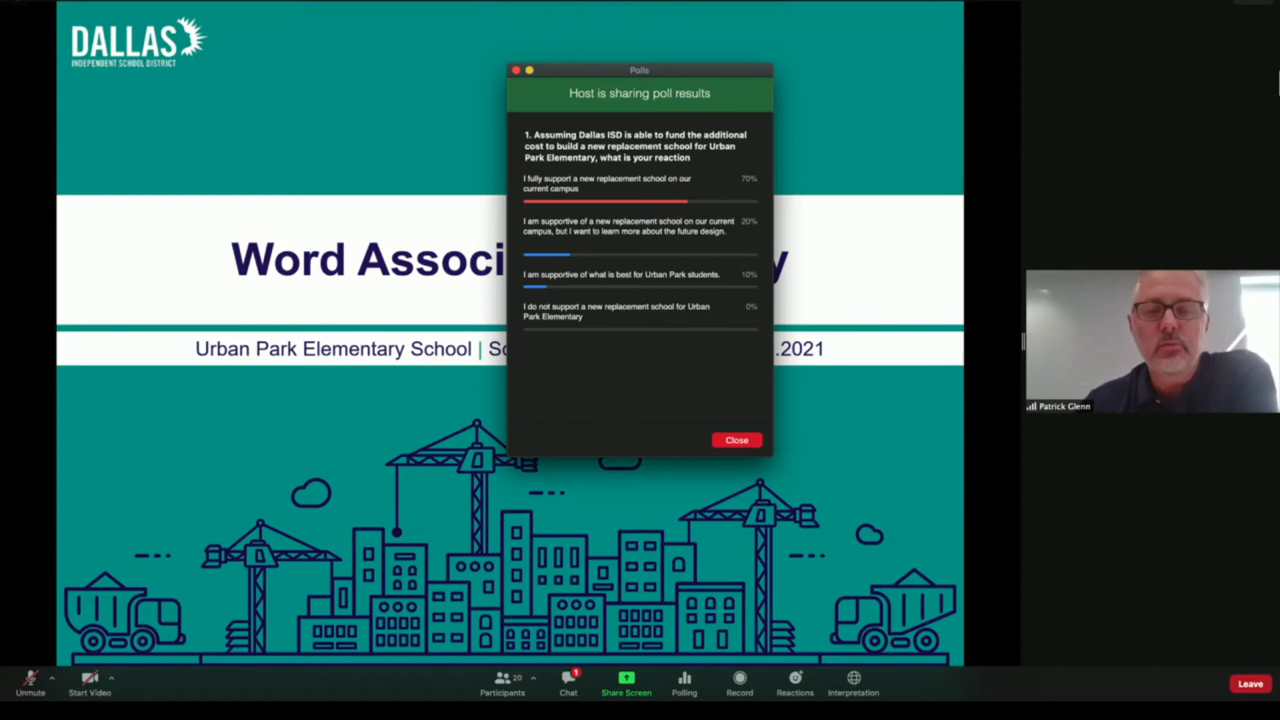 DALLAS
INDEPENDENT SCHOOL DISTRICT
Polls
Host is sharing poll results
1. Assuming Dallas ISD is able to fund the additional
cost to build a new replacement school for Urban
Park Elementary, what is your reaction
I fully support a new replacement school on our
current campus
70%
I am supportive of a new replacement school on our current
campus, but I want to learn more about the future design.
20%
I am supportive of what is best for Urban Park students.
10%
I do not support a new replacement school for Urban
Park Elementary
0%
Close
Word Associ y
Urban Park Elementary School | Sc .2021
Patrick Glenn
Unmute
Start Video
20
Participants
1
Chat
Share Screen
Polling
Record
Reactions
Interpretation
Leave